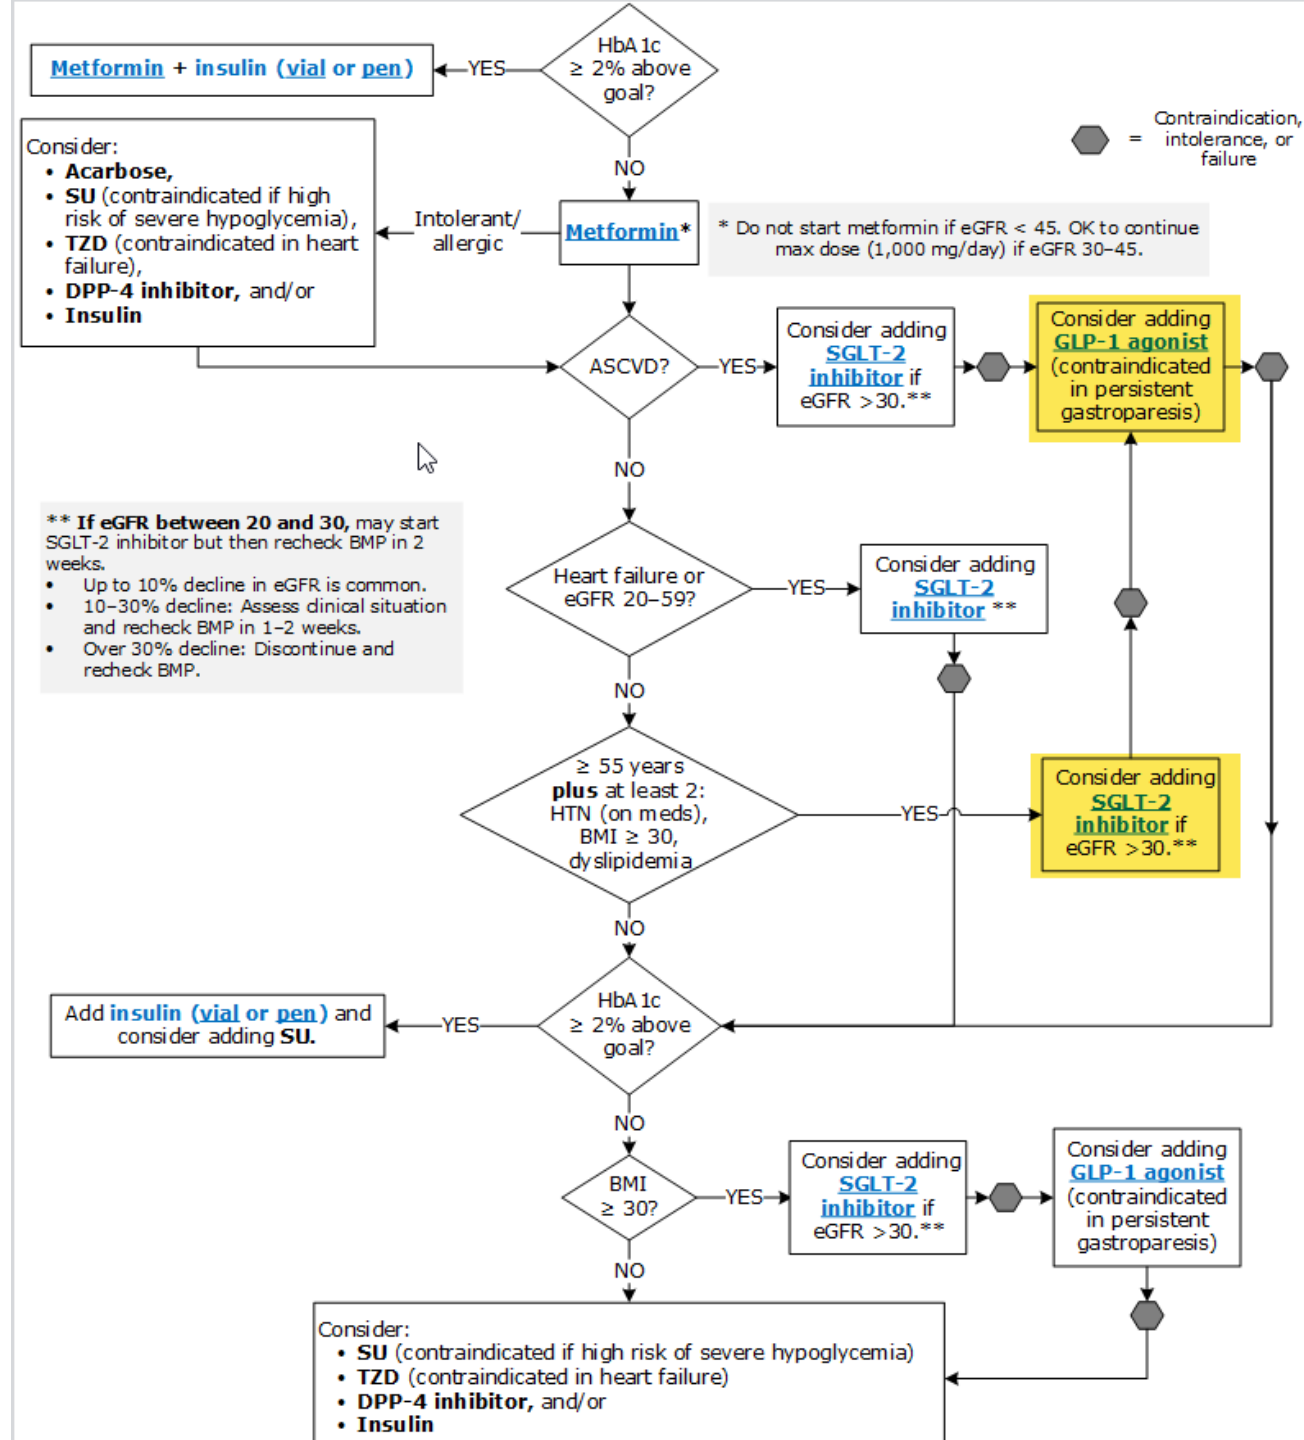 HbA1c
≥ 2% above
goal?
YES
Metformin + insulin (vial or pen)
NO
Contraindication,
= intolerance, or
failure
Consider:
• Acarbose,
• SU (contraindicated if high
risk of severe hypoglycemia),
• TZD (contraindicated in heart
failure),
• DPP-4 inhibitor, and/or
• Insulin
Intolerant/
allergic
Metformin*
* Do not start metformin if eGFR < 45. OK to continue
max dose (1,000 mg/day) if eGFR 30–45.
ASCVD?
YES
Consider adding
SGLT-2
inhibitor if
eGFR >30.**
Consider adding
GLP-1 agonist
(contraindicated
in persistent
gastroparesis)
NO
** If eGFR between 20 and 30, may start
SGLT-2 inhibitor but then recheck BMP in 2
weeks.
• Up to 10% decline in eGFR is common.
• 10–30% decline: Assess clinical situation
and recheck BMP in 1–2 weeks.
• Over 30% decline: Discontinue and
recheck BMP.
Heart failure or
eGFR 20–59?
YES
Consider adding
SGLT-2
inhibitor **
NO
≥ 55 years
plus at least 2:
HTN (on meds),
BMI ≥ 30,
dyslipidemia
YES
Consider adding
SGLT-2
inhibitor if
eGFR >30.**
NO
HbA1c
≥ 2% above
goal?
YES
Add insulin (vial or pen) and
consider adding SU.
NO
BMI
≥ 30?
YES
Consider adding
SGLT-2
inhibitor if
eGFR >30.**
Consider adding
GLP-1 agonist
(contraindicated
in persistent
gastroparesis)
NO
Consider:
• SU (contraindicated if high risk of severe hypoglycemia)
• TZD (contraindicated in heart failure)
• DPP-4 inhibitor, and/or
• Insulin